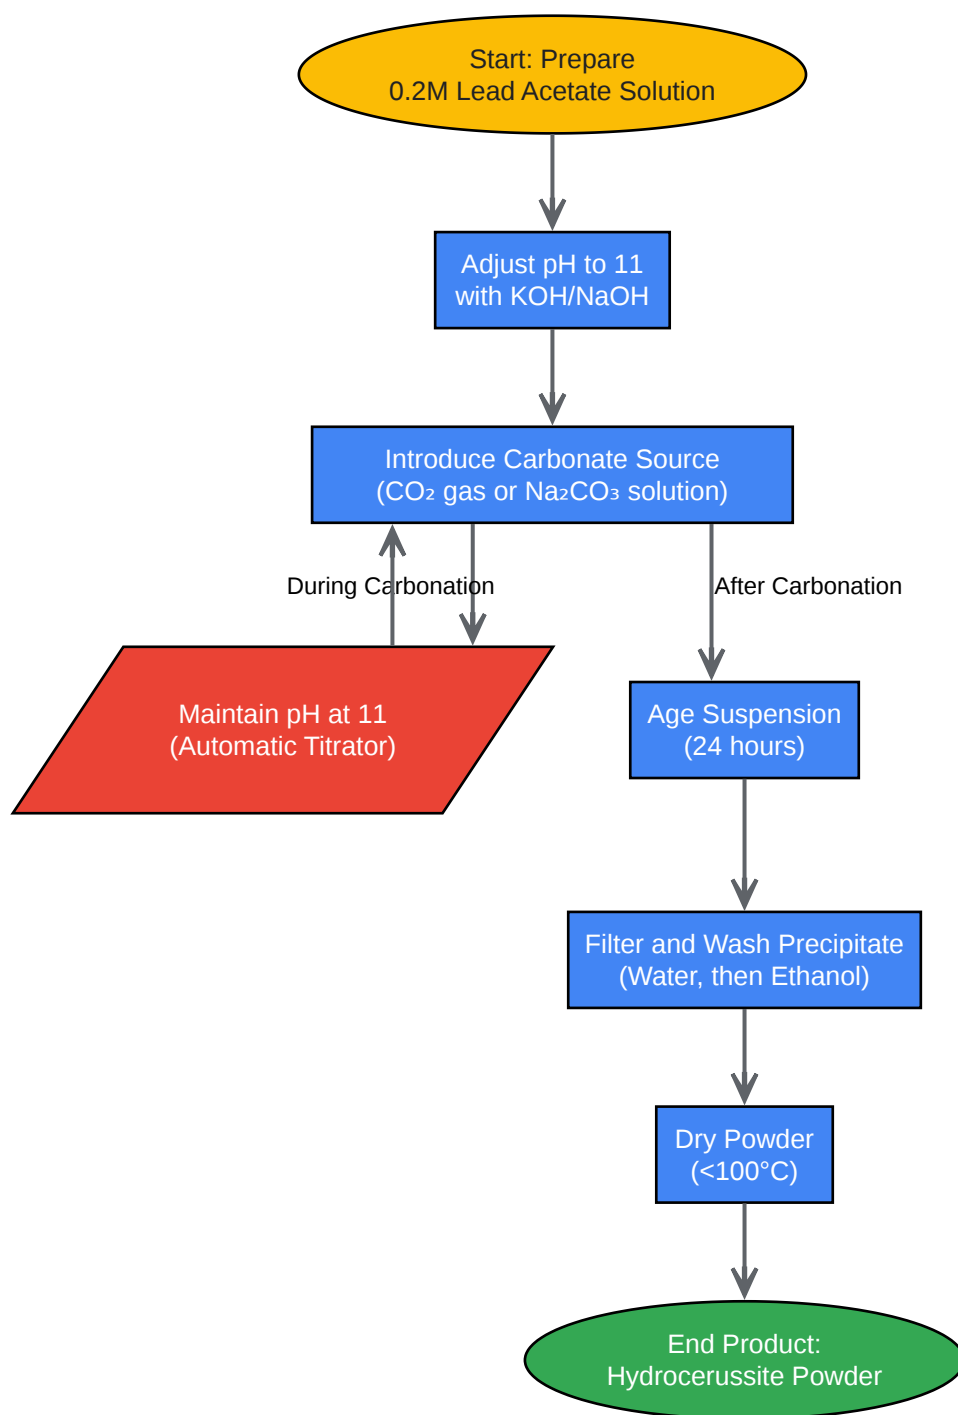 Start: Prepare
0.2M Lead Acetate Solution
Adjust pH to 11
with KOH/NaOH
Introduce Carbonate Source
(CO₂ gas or Na₂CO₃ solution)
During Carbonation
After Carbonation
Maintain pH at 11
(Automatic Titrator)
Age Suspension
(24 hours)
Filter and Wash Precipitate
(Water, then Ethanol)
Dry Powder
(<100°C)
End Product:
Hydrocerussite Powder